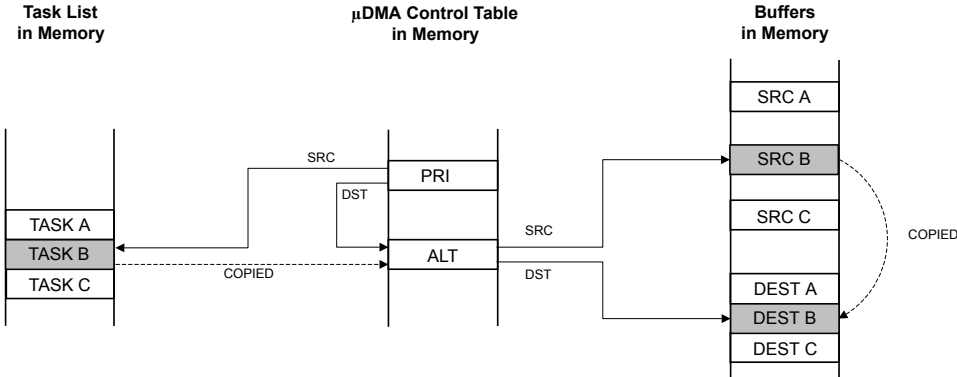 Task List
in Memory
µDMA Control Table
in Memory
Buffers
in Memory
SRC A
SRC
SRC B
PRI
DST
TASK A
SRC C
TASK B
ALT
SRC
COPIED
COPIED
DST
TASK C
DEST A
DEST B
DEST C